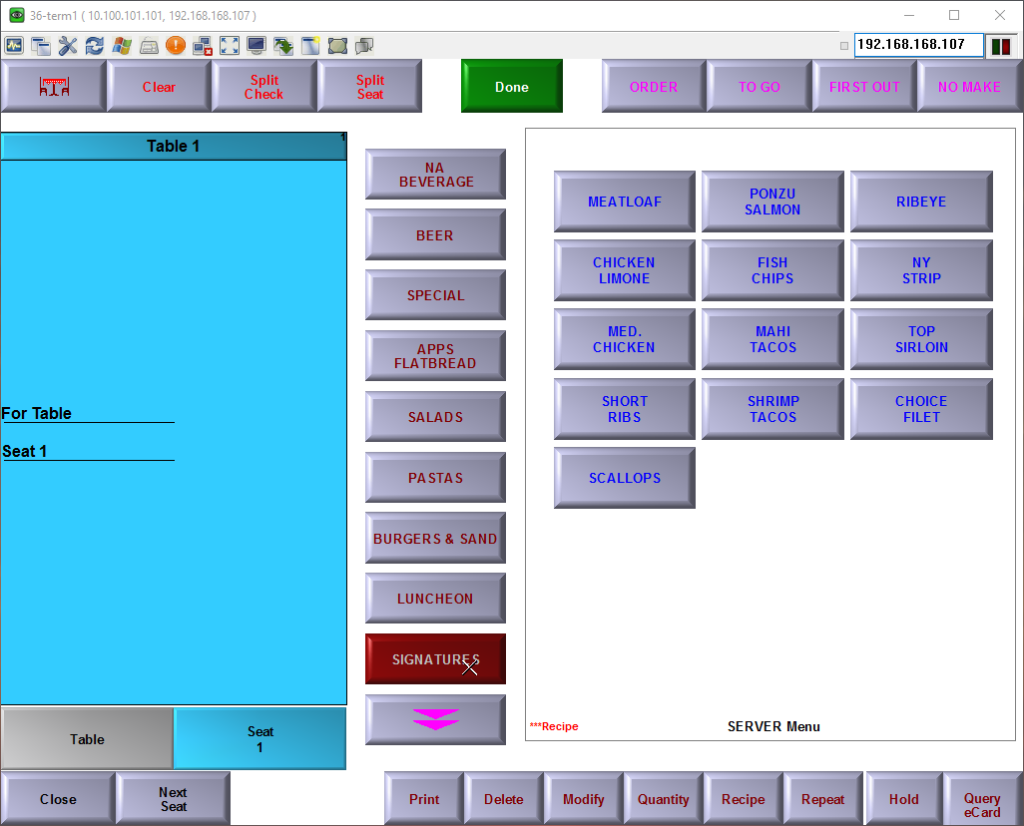 36-term1 ( 10.100.101.101, 192.168.168.107 )
192.168.168.107
Clear
Split
Check
Split
Seat
Done
ORDER
TO GO
FIRST OUT
NO MAKE
Table 1
1
For Table
Seat 1
NA
BEVERAGE
BEER
SPECIAL
APPS
FLATBREAD
SALADS
PASTAS
BURGERS & SAND
LUNCHEON
SIGNATURES
MEATLOAF
PONZU
SALMON
RIBEYE
CHICKEN
LIMONE
FISH
CHIPS
NY
STRIP
MED.
CHICKEN
MAHI
TACOS
TOP
SIRLOIN
SHORT
RIBS
SHRIMP
TACOS
CHOICE
FILET
SCALLOPS
***Recipe
SERVER Menu
Table
Seat
1
Close
Next
Seat
Print
Delete
Modify
Quantity
Recipe
Repeat
Hold
Query
eCard